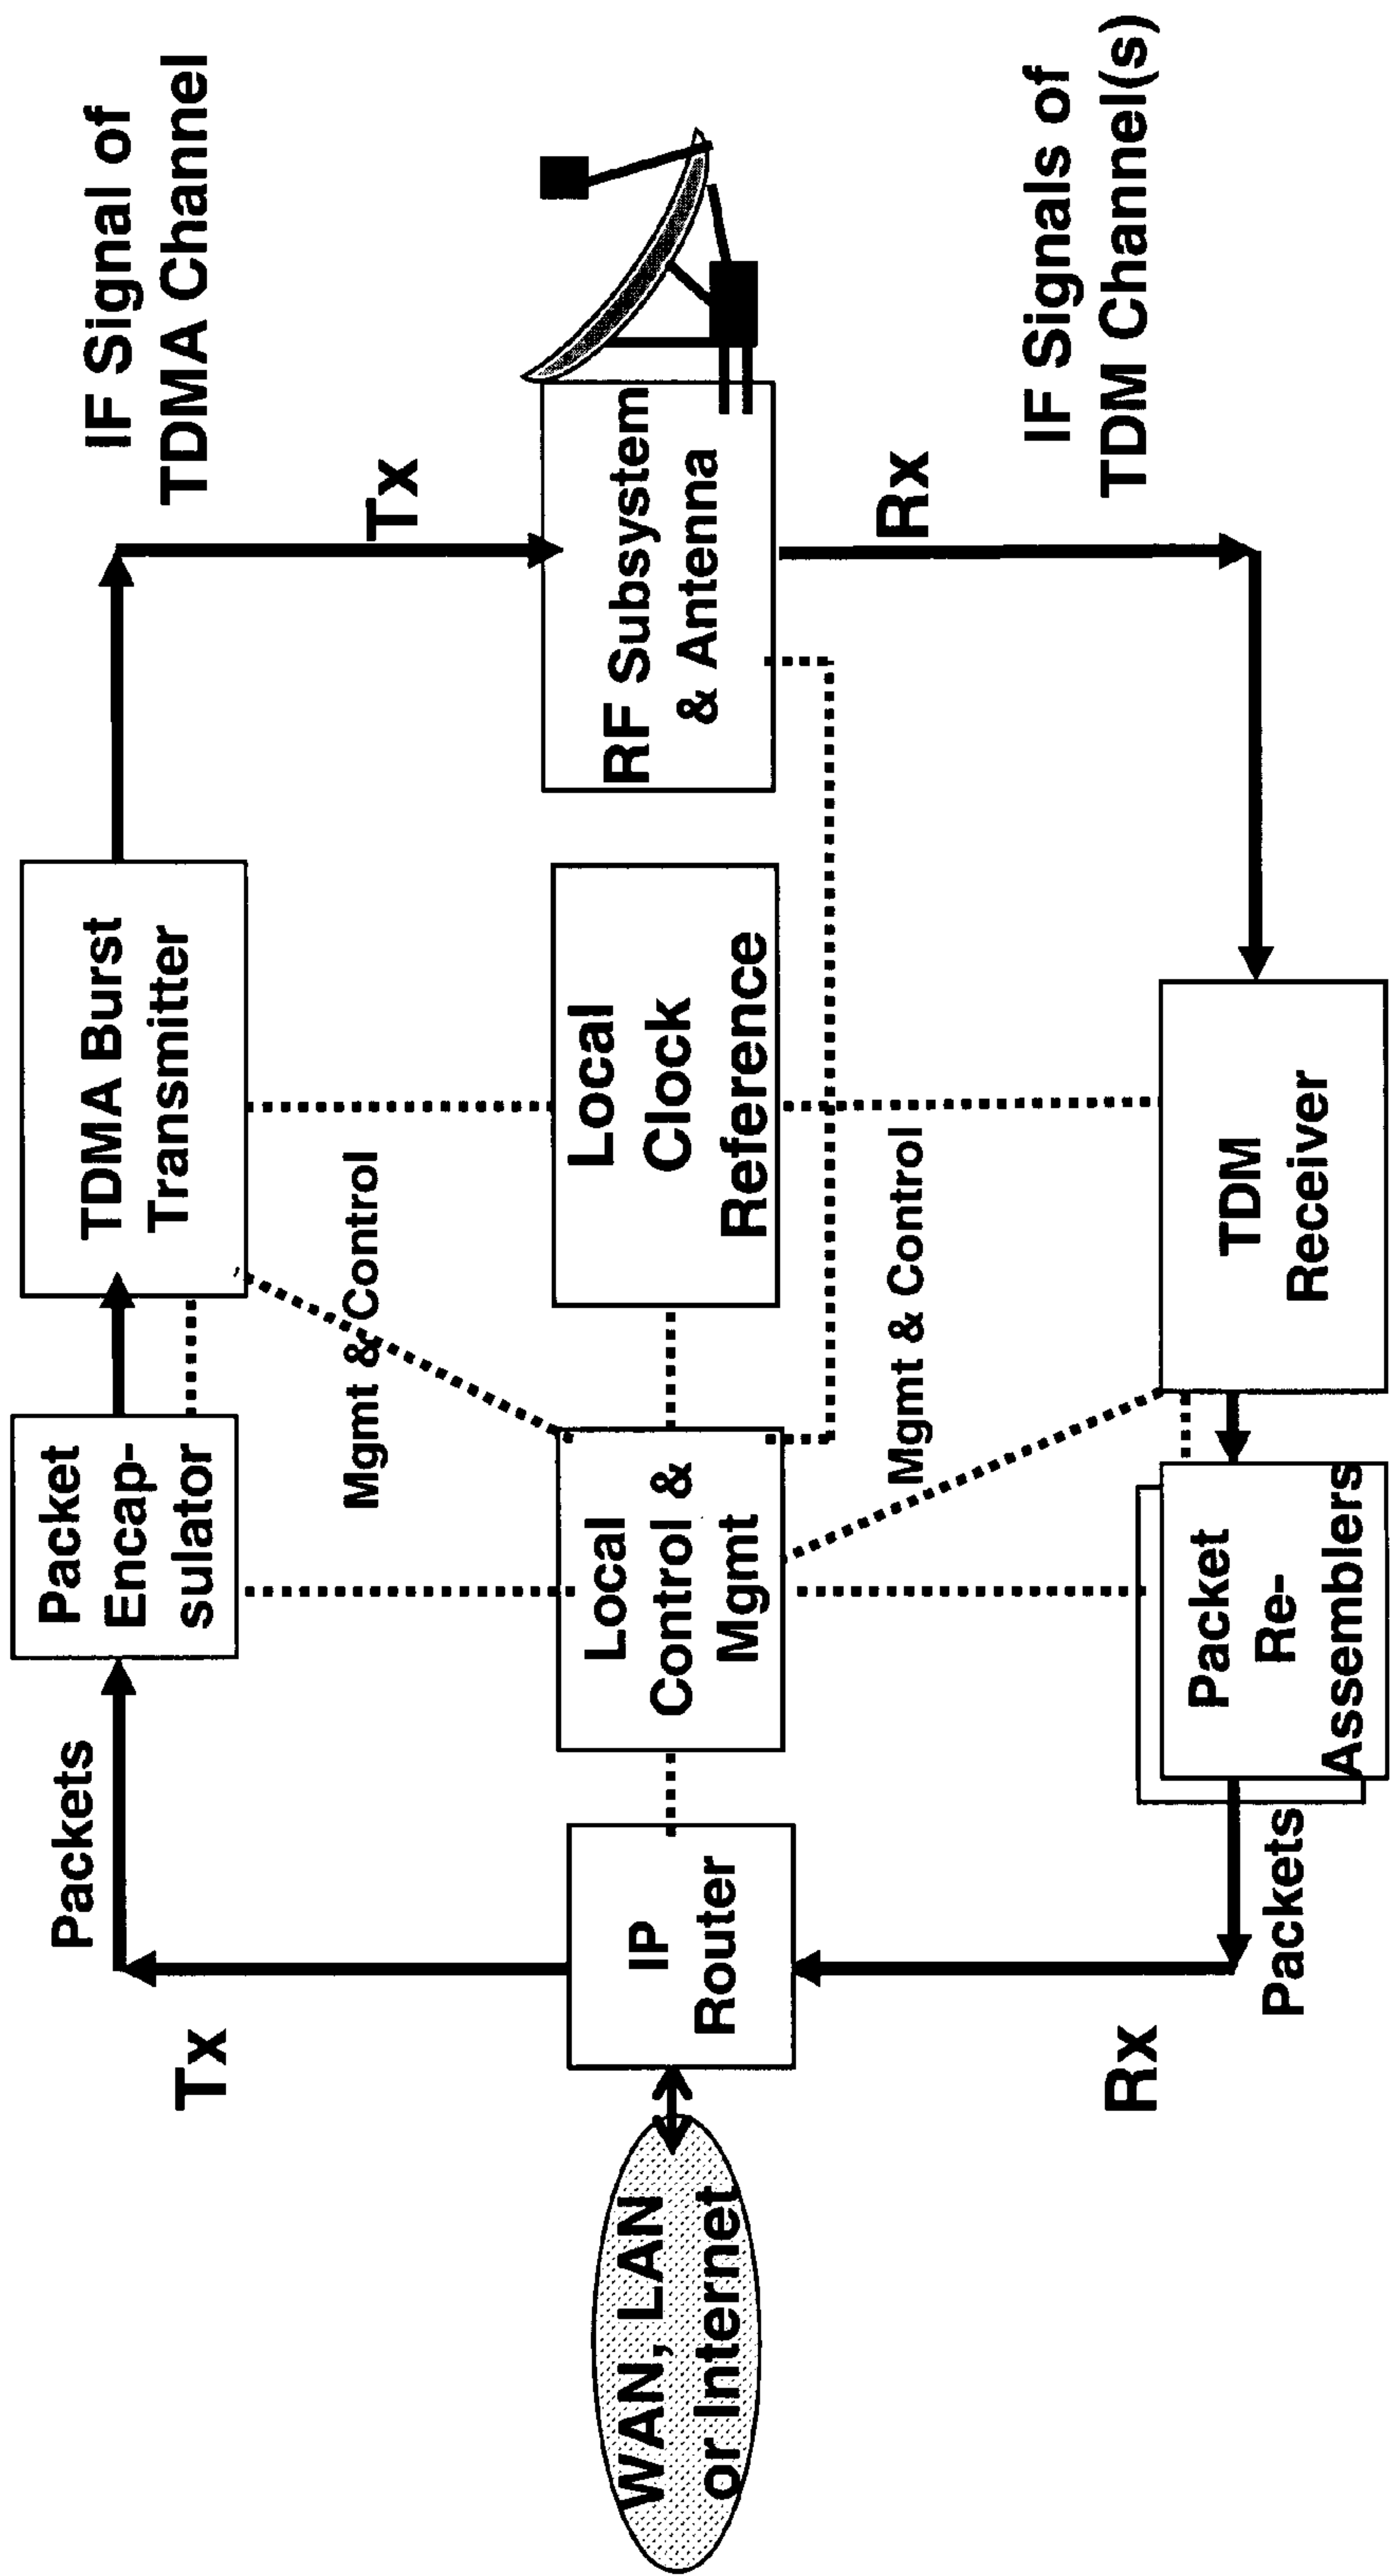 IF Signal of
TDMA Channel
Tx
Packets
Packet
Encap-
sulator
TDMA Burst
Transmitter
Tx
Mgmt & Control
WAN, LAN
or Internet
IP
Router
Local
Control &
Mgmt
Local
Clock
Reference
RF Subsystem
& Antenna
Mgmt & Control
Rx
Rx
Packets
Packet
Re-
Assemblers
TDM
Receiver
IF Signals of
TDM Channel(s)